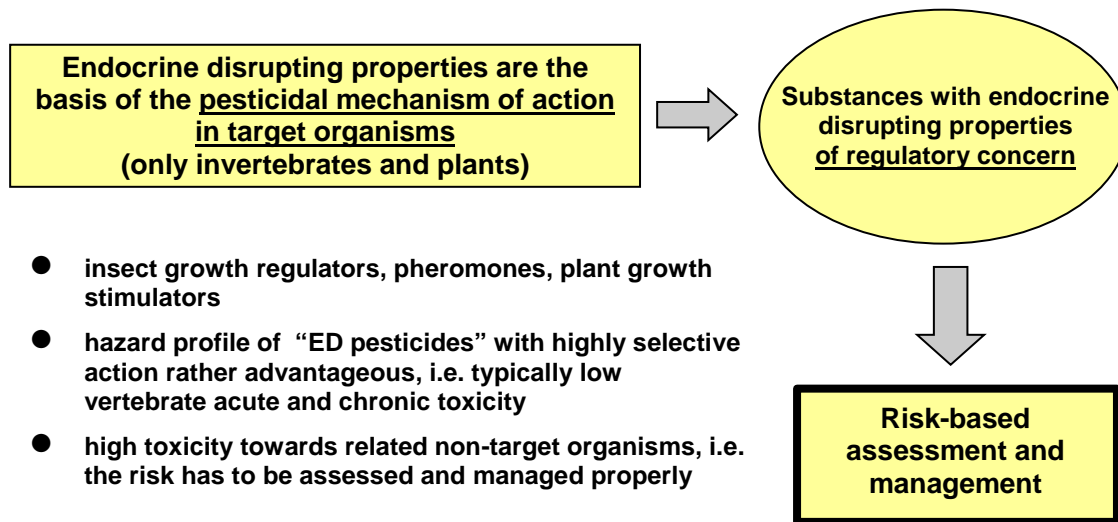 Endocrine disrupting properties are the
basis of the pesticidal mechanism of action
in target organisms
(only invertebrates and plants)
Substances with endocrine
disrupting properties
of regulatory concern
● insect growth regulators, pheromones, plant growth
stimulators
● hazard profile of “ED pesticides” with highly selective
action rather advantageous, i.e. typically low
vertebrate acute and chronic toxicity
● high toxicity towards related non-target organisms, i.e.
the risk has to be assessed and managed properly
Risk-based
assessment and
management